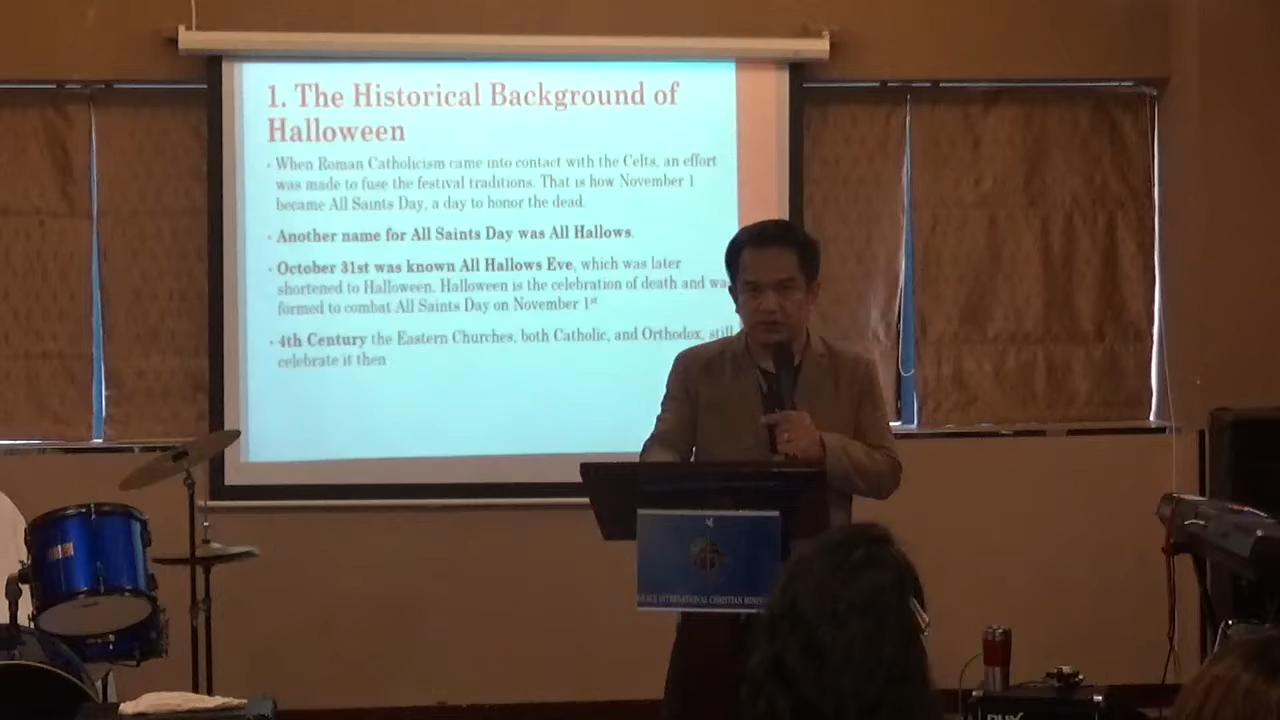 1. The Historical Background of
Halloween
- When Roman Catholicism came into contact with the Celts, an effort
was made to fuse the festival traditions. That is how November 1
became All Saints Day, a day to honor the dead.
- Another name for All Saints Day was All Hallows.
- October 31st was known All Hallows Eve, which was later
shortened to Halloween. Halloween is the celebration of death and wa
formed to combat All Saints Day on November 1st
- 4th Century the Eastern Churches, both Catholic, and Orthodox, still
celebrate it then
GRACE INTERNATIONAL CHRISTIAN